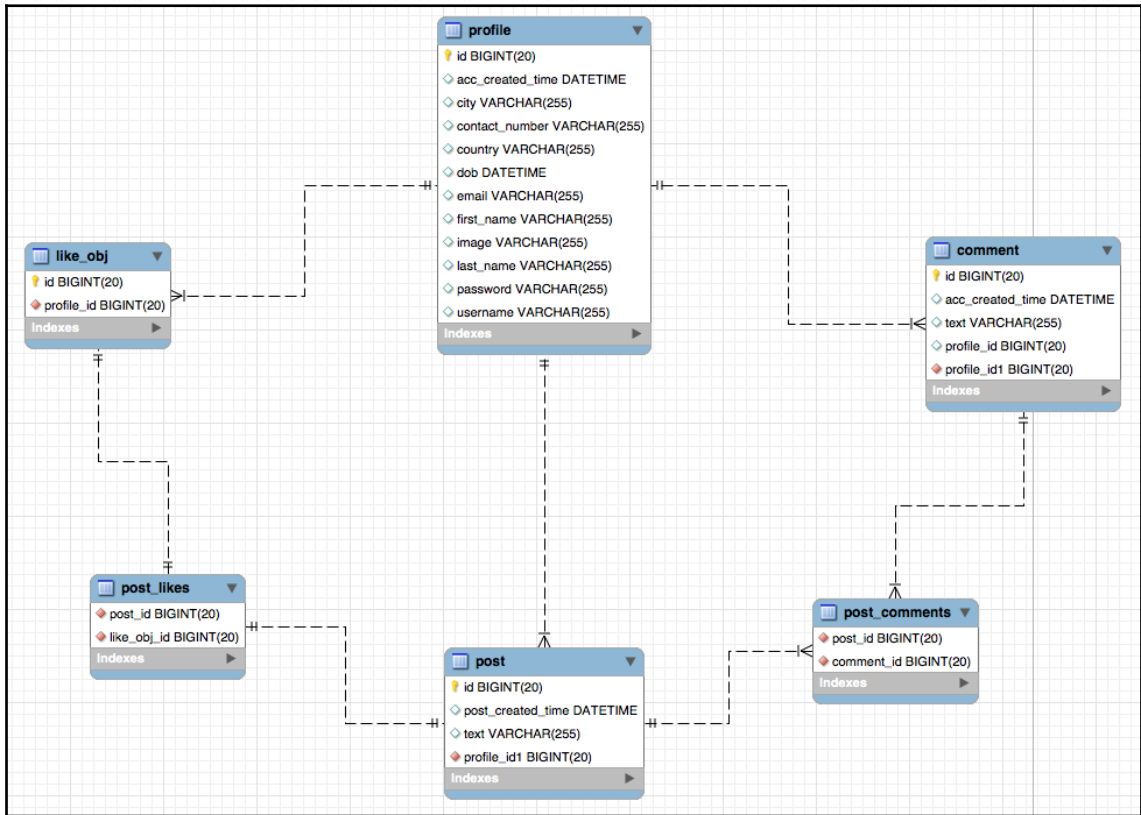 profile
id BIGINT(20)
acc_created_time DATETIME
city VARCHAR(255)
contact_number VARCHAR(255)
country VARCHAR(255)
dob DATETIME
email VARCHAR(255)
first_name VARCHAR(255)
image VARCHAR(255)
last_name VARCHAR(255)
password VARCHAR(255)
username VARCHAR(255)
Indexes
like_obj
id BIGINT(20)
profile_id BIGINT(20)
Indexes
comment
id BIGINT(20)
acc_created_time DATETIME
text VARCHAR(255)
profile_id BIGINT(20)
profile_id1 BIGINT(20)
Indexes
post_likes
post_id BIGINT(20)
like_obj_id BIGINT(20)
Indexes
post
id BIGINT(20)
post_created_time DATETIME
text VARCHAR(255)
profile_id1 BIGINT(20)
Indexes
post_comments
post_id BIGINT(20)
comment_id BIGINT(20)
Indexes